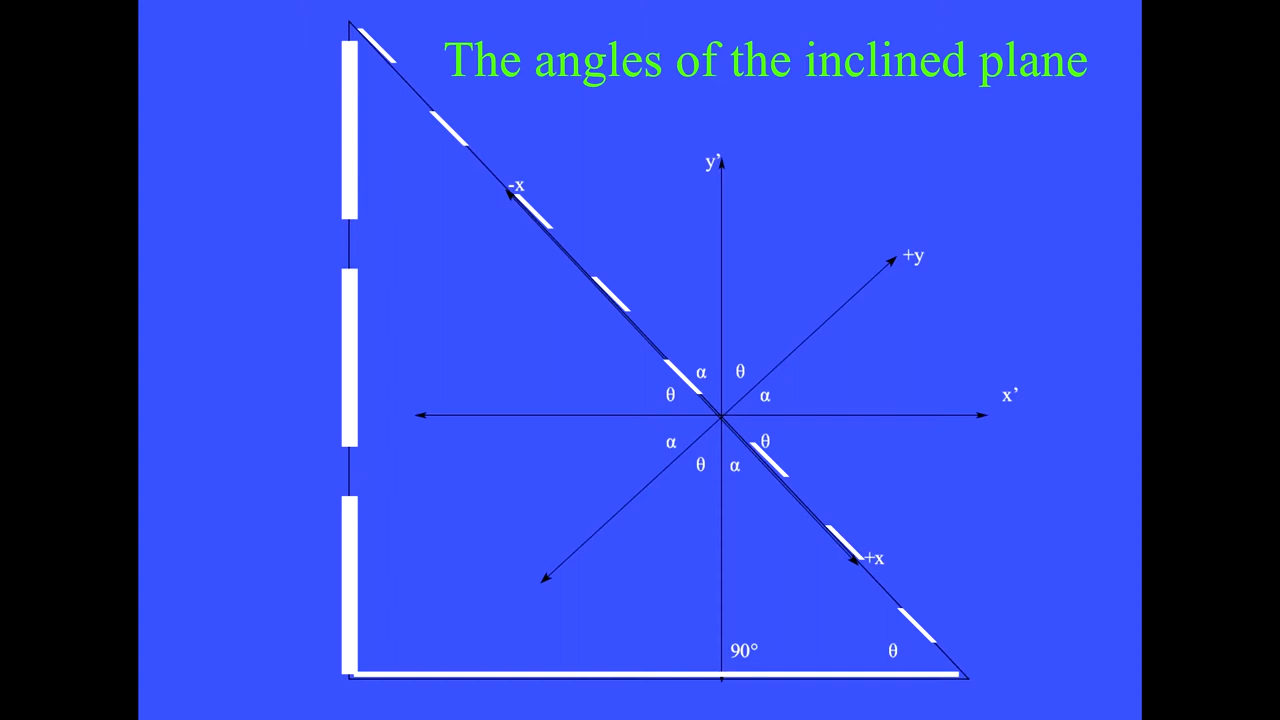 The angles of the inclined plane
y’
-x
+y
α θ
θ α
x’
α θ
θ α
+x
90° θ